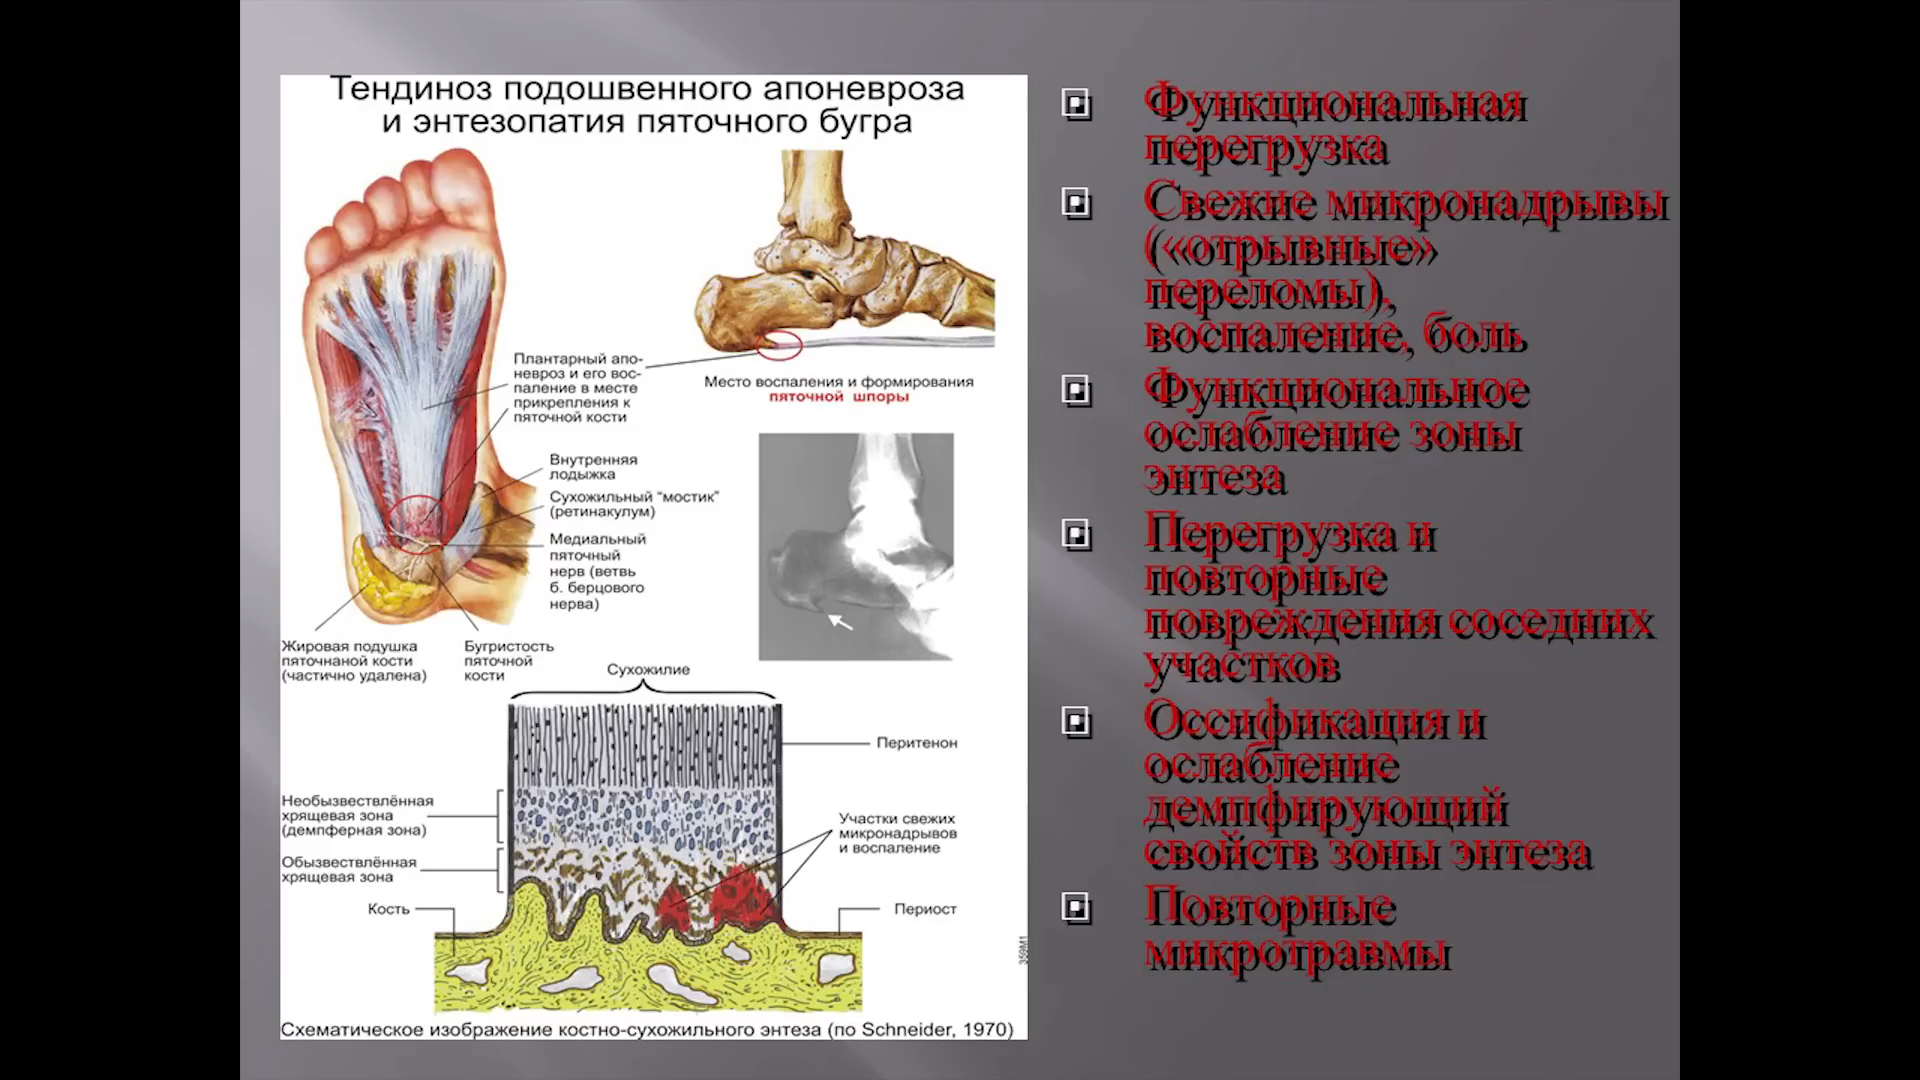 Тендиноз подошвенного апоневроза
и энтезопатия пяточного бугра
Плантарный апо-
невроз и его вос-
паление в месте
прикрепления к
пяточной кости
Место воспаления и формирования
пяточной шпоры
Внутренняя
лодыжка
Сухожильный "мостик"
(ретинакулум)
Медиальный
пяточный
нерв (ветвь
б. берцового
нерва)
Жировая подушка
пяточнаной кости
(частично удалена)
Бугристость
пяточной
кости
Сухожилие
Перитенон
Необызвествлённая
хрящевая зона
(демпферная зона)
Участки свежих
микронадрывов
и воспаление
Обызвествлённая
хрящевая зона
Кость
Периост
359М1
Схематическое изображение костно-сухожильного энтеза (по Schneider, 1970)
Функциональная
перегрузка
Свежие микронадрывы
(«отрывные»
переломы),
воспаление, боль
Функциональное
ослабление зоны
энтеза
Перегрузка и
повторные
повреждения соседних
участков
Оссификация и
ослабление
демпфирующий
свойств зоны энтеза
Повторные
микротравмы